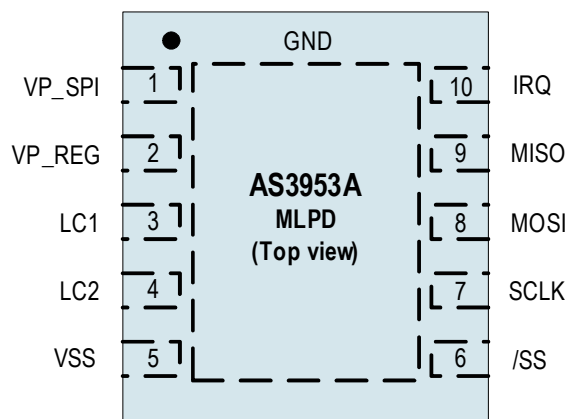 GND
VP_SPI 1 10 IRQ
VP_REG 2 9 MISO
AS3953A
LC1 3 MLPD 8 MOSI
(Top view)
LC2 4 7 SCLK
VSS 5 6 /SS